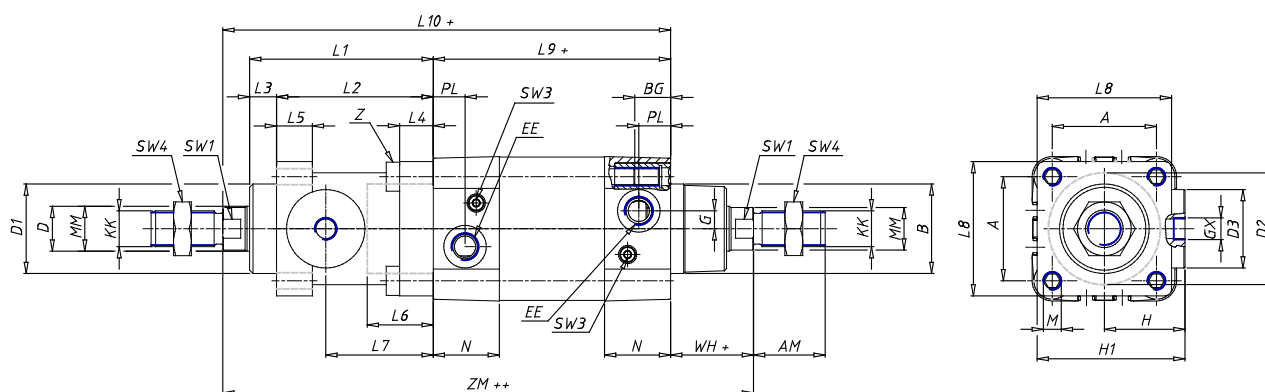 L10 +
L1
L9 +
L3
L2
PL
SW3
BG
L5
Z
L4
EE
PL
SW4
SW1
SW1
SW4
D1
D
MM
KK
G
KK
MM
B
L6
EE
SW3
L7
N
N
WH +
AM
ZM ++
L8
A
L8
A
GX
D3
D2
M
H
H1